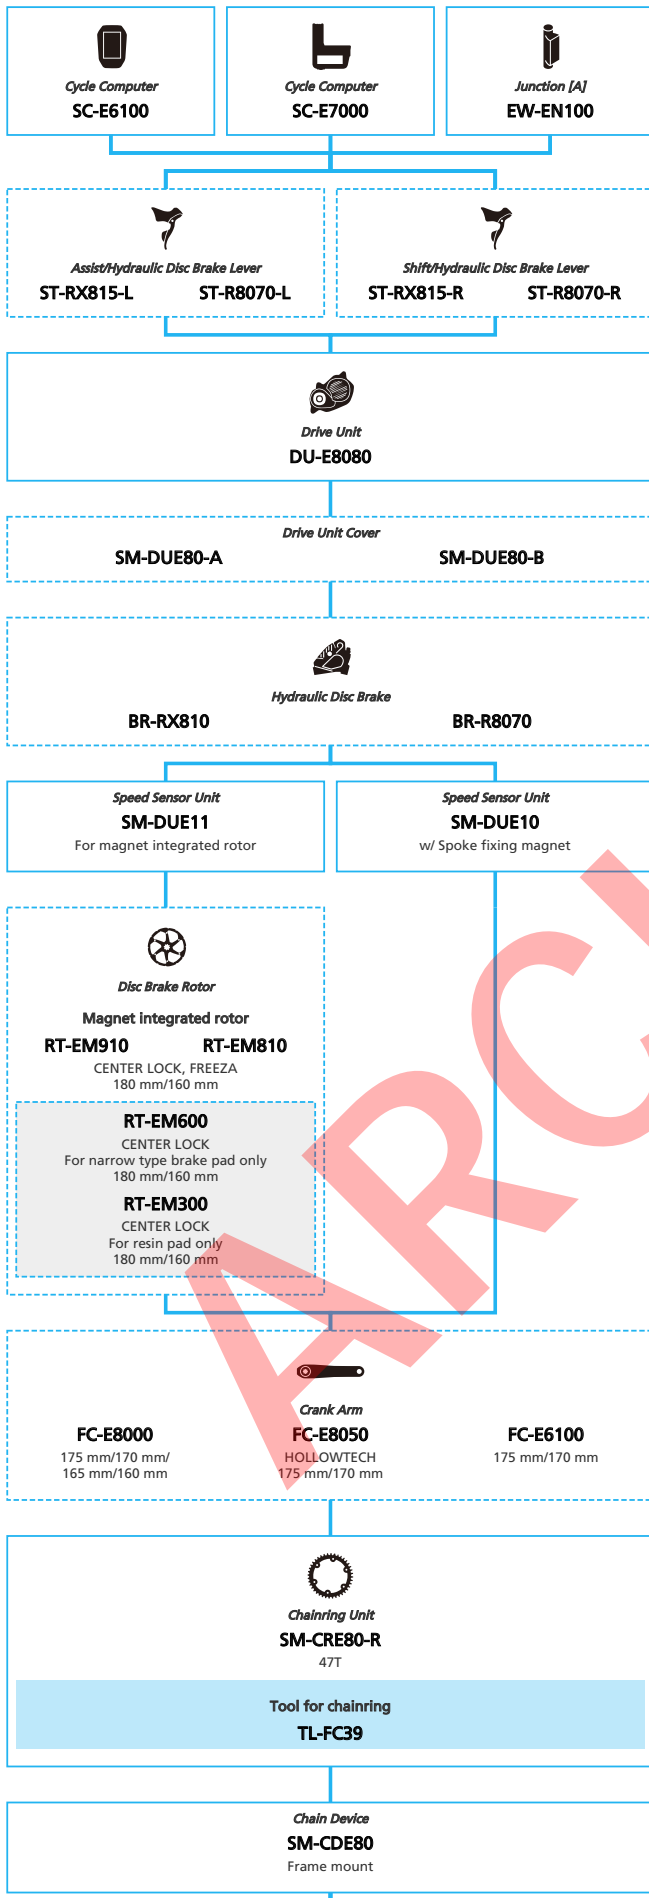 Cycle Computer
SC-E6100
Cycle Computer
SC-E7000
Junction [A]
EW-EN100
Assist/Hydraulic Disc Brake Lever
ST-RX815-L ST-R8070-L
Shift/Hydraulic Disc Brake Lever
ST-RX815-R ST-R8070-R
Drive Unit
DU-E8080
Drive Unit Cover
SM-DUE80-A SM-DUE80-B
Hydraulic Disc Brake
BR-RX810 BR-R8070
Speed Sensor Unit
SM-DUE11
For magnet integrated rotor
Speed Sensor Unit
SM-DUE10
w/ Spoke fixing magnet
Disc Brake Rotor
Magnet integrated rotor
RT-EM910 RT-EM810
CENTER LOCK, FREEZA
180 mm/160 mm
RT-EM600
CENTER LOCK
For narrow type brake pad only
180 mm/160 mm
RT-EM300
CENTER LOCK
For resin pad only
180 mm/160 mm
Crank Arm
FC-E8000
175 mm/170 mm/
165 mm/160 mm
FC-E8050
HOLLOWTECH
175 mm/170 mm
FC-E6100
175 mm/170 mm
Chainring Unit
SM-CRE80-R
47T
Tool for chainring
TL-FC39
Chain Device
SM-CDE80
Frame mount